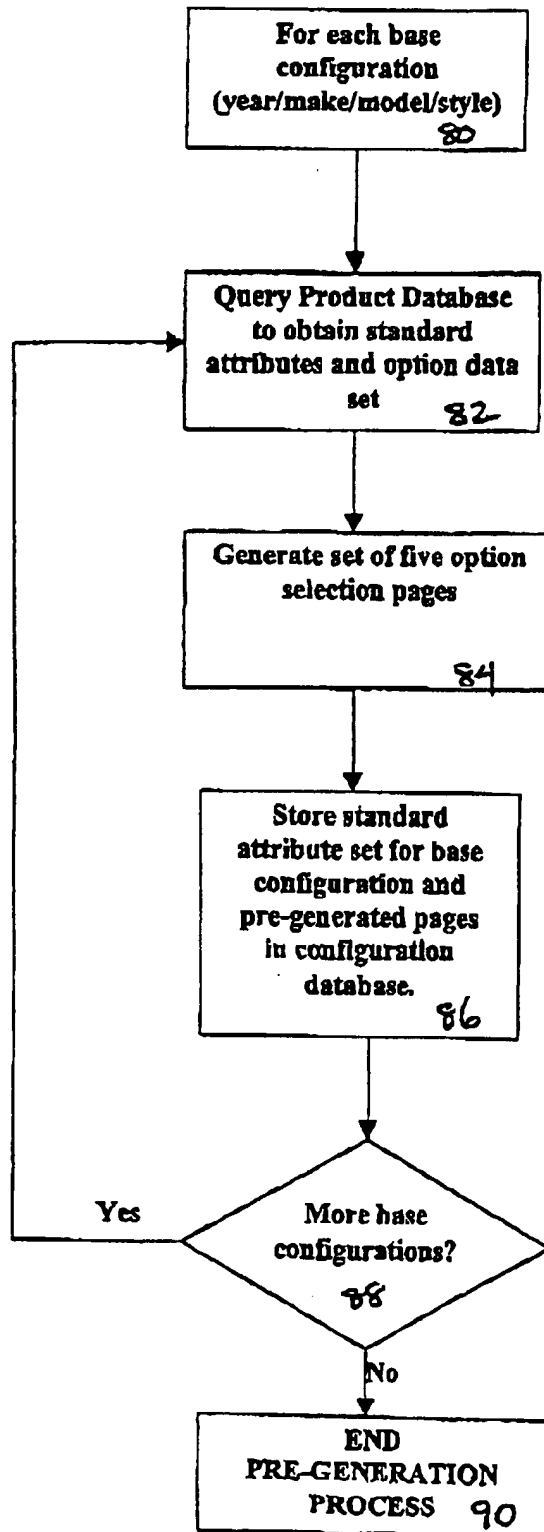 For each base
configuration
(year/make/model/style)
80
Query Product Database
to obtain standard
attributes and option data
set
82
Generate set of five option
selection pages
84
Store standard
attribute set for base
configuration and
pre-generated pages
in configuration
database.
86
Yes
More base
configurations?
88
No
END
PRE-GENERATION
PROCESS 90